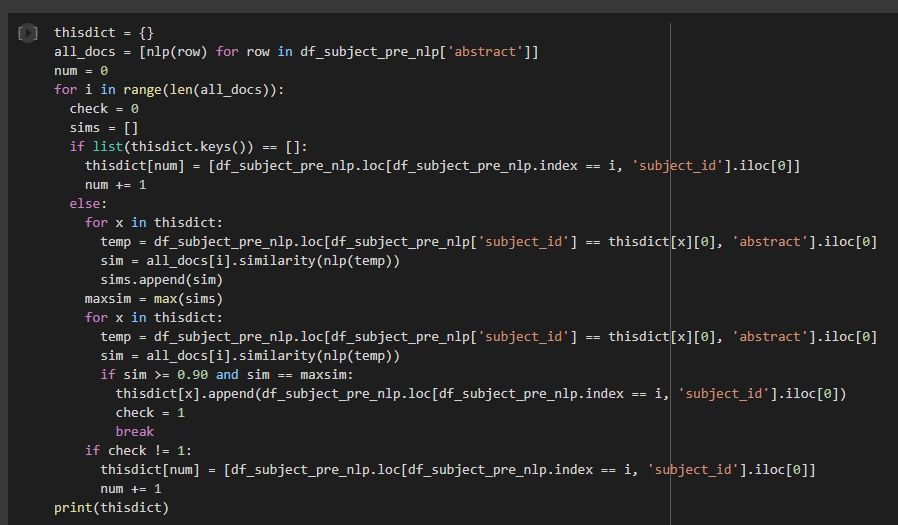 thisdict = {}
all_docs = [nlp(row) for row in df_subject_pre_nlp['abstract']]
num = 0
for i in range(len(all_docs)):
  check = 0
  sims = []
  if list(thisdict.keys()) == []:
    thisdict[num] = [df_subject_pre_nlp.loc[df_subject_pre_nlp.index == i, 'subject_id'].iloc[0]]
    num += 1
  else:
    for x in thisdict:
      temp = df_subject_pre_nlp.loc[df_subject_pre_nlp['subject_id'] == thisdict[x][0], 'abstract'].iloc[0]
      sim = all_docs[i].similarity(nlp(temp))
      sims.append(sim)
    maxsim = max(sims)
    for x in thisdict:
      temp = df_subject_pre_nlp.loc[df_subject_pre_nlp['subject_id'] == thisdict[x][0], 'abstract'].iloc[0]
      sim = all_docs[i].similarity(nlp(temp))
      if sim >= 0.90 and sim == maxsim:
        thisdict[x].append(df_subject_pre_nlp.loc[df_subject_pre_nlp.index == i, 'subject_id'].iloc[0])
        check = 1
        break
    if check != 1:
      thisdict[num] = [df_subject_pre_nlp.loc[df_subject_pre_nlp.index == i, 'subject_id'].iloc[0]]
      num += 1
print(thisdict)